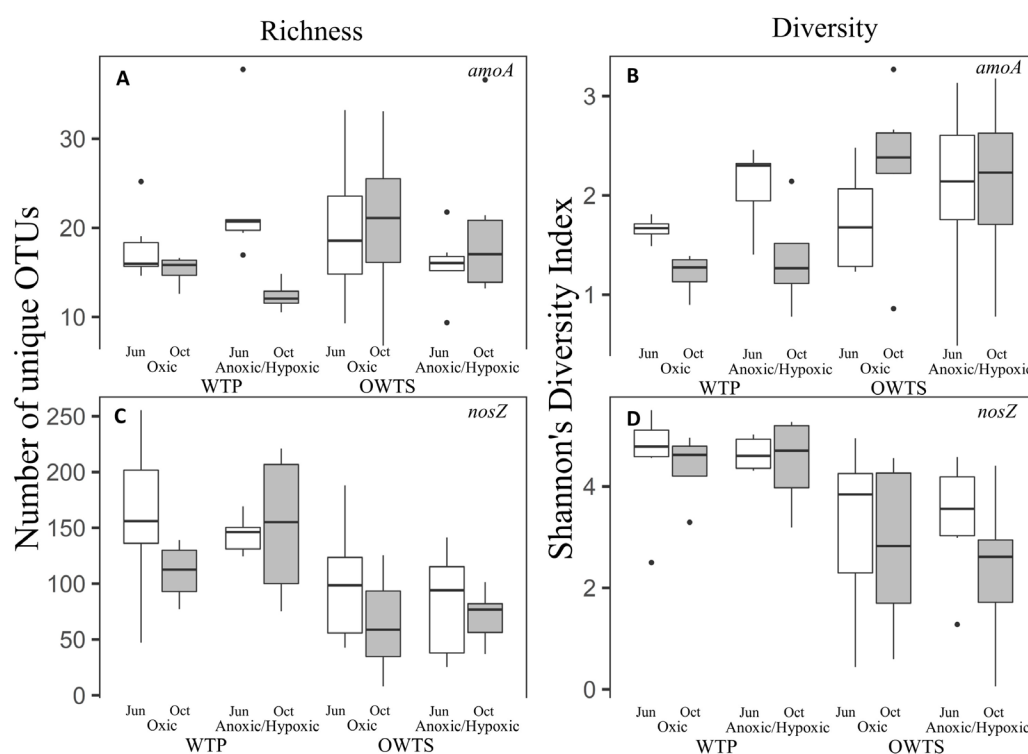 Richness
Diversity
Number of unique OTUs
Shannon's Diversity Index
A
amoA
30
20
10
Jun Oct Jun Oct Jun Oct Jun Oct
Oxic Anoxic/Hypoxic Oxic Anoxic/Hypoxic
WTP OWTS
B
amoA
3
2
1
Jun Oct Jun Oct Jun Oct Jun Oct
Oxic Anoxic/Hypoxic Oxic Anoxic/Hypoxic
WTP OWTS
C
nosZ
250
200
150
100
50
0
Jun Oct Jun Oct Jun Oct Jun Oct
Oxic Anoxic/Hypoxic Oxic Anoxic/Hypoxic
WTP OWTS
D
nosZ
4
2
0
Jun Oct Jun Oct Jun Oct Jun Oct
Oxic Anoxic/Hypoxic Oxic Anoxic/Hypoxic
WTP OWTS